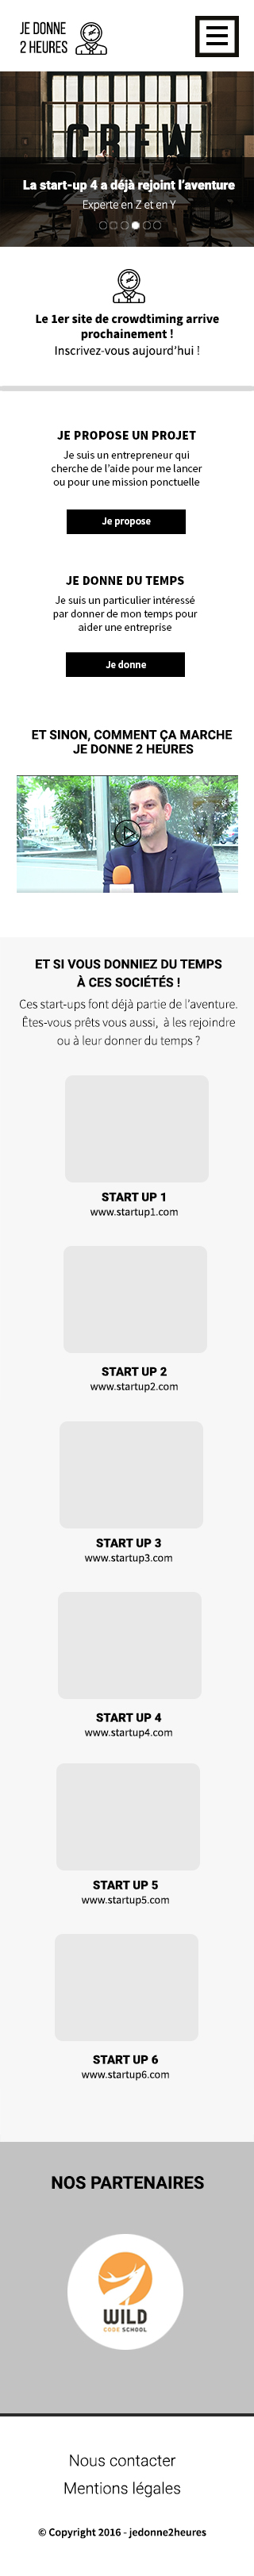 JE DONNE
2 HEURES
CREW
La start-up 4 a déjà rejoint l'aventure
Experte en Z et en Y
Le 1er site de crowdtiming arrive
prochainement !
Inscrivez-vous aujourd'hui !
JE PROPOSE UN PROJET
Je suis un entrepreneur qui
cherche de l'aide pour me lancer
ou pour une mission ponctuelle
Je propose
JE DONNE DU TEMPS
Je suis un particulier intéressé
par donner de mon temps pour
aider une entreprise
Je donne
ET SINON, COMMENT ÇA MARCHE
JE DONNE 2 HEURES
ET SI VOUS DONNIEZ DU TEMPS
À CES SOCIÉTÉS !
Ces start-ups font déjà partie de l'aventure.
Êtes-vous prêts vous aussi, à les rejoindre
ou à leur donner du temps ?
START UP 1
www.startup1.com
START UP 2
www.startup2.com
START UP 3
www.startup3.com
START UP 4
www.startup4.com
START UP 5
www.startup5.com
START UP 6
www.startup6.com
NOS PARTENAIRES
WILD
CODE SCHOOL
Nous contacter
Mentions légales
© Copyright 2016 - jedonne2heures